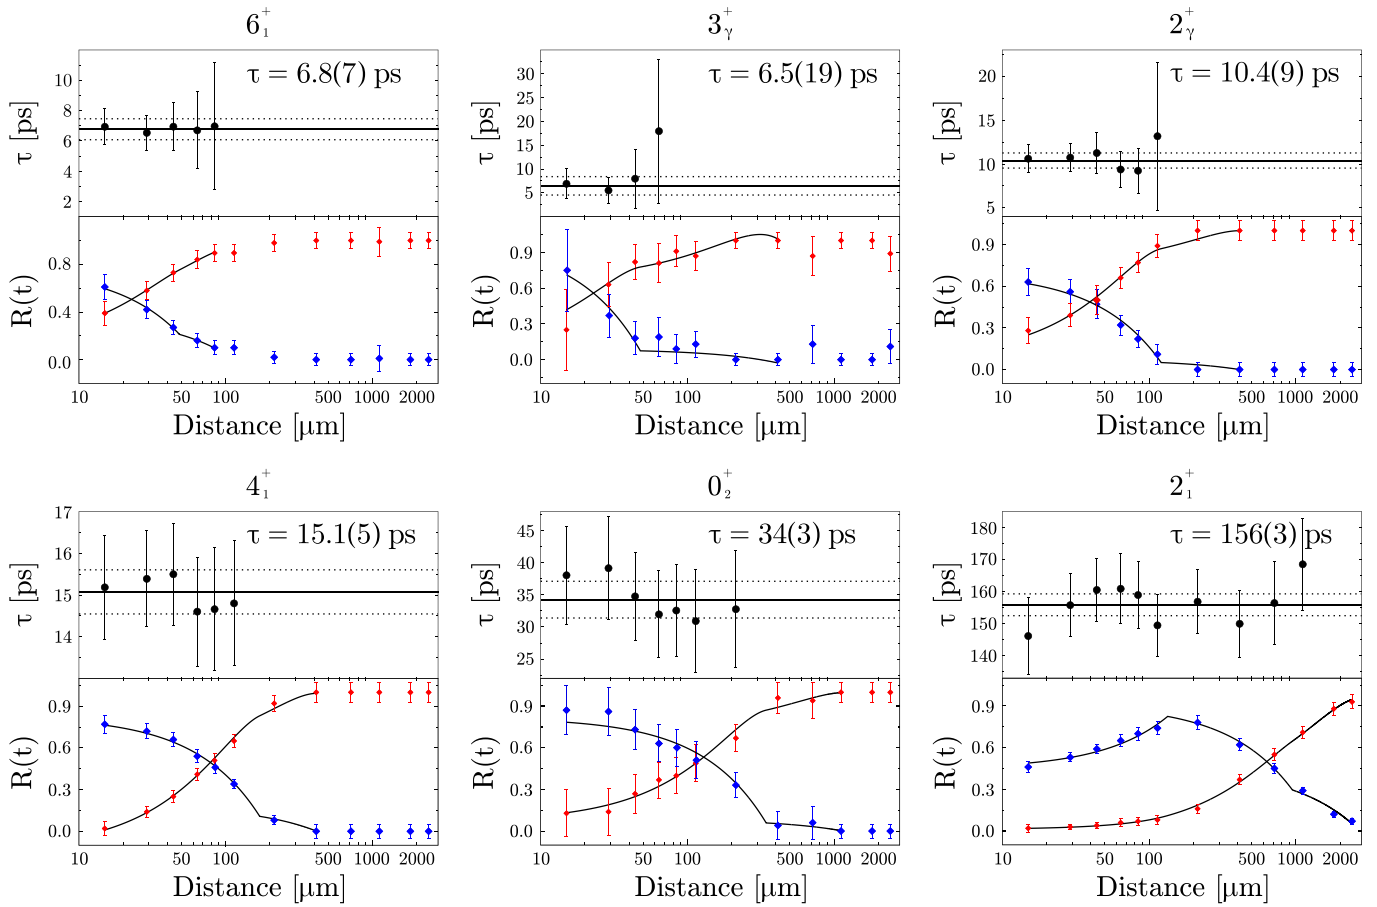 6₁⁺
τ = 6.8(7) ps
τ [ps]
10
8
6
4
2
R(t)
0.8
0.4
0.0
10 50 100 500 1000 2000
Distance [μm]
3ᵧ⁺
τ = 6.5(19) ps
τ [ps]
30
25
20
15
10
5
R(t)
0.9
0.6
0.3
0.0
10 50 100 500 1000 2000
Distance [μm]
2ᵧ⁺
τ = 10.4(9) ps
τ [ps]
20
15
10
5
R(t)
0.9
0.6
0.3
0.0
10 50 100 500 1000 2000
Distance [μm]
4₁⁺
τ = 15.1(5) ps
τ [ps]
17
16
15
14
R(t)
0.9
0.6
0.3
0.0
10 50 100 500 1000 2000
Distance [μm]
0₂⁺
τ = 34(3) ps
τ [ps]
45
40
35
30
25
R(t)
0.9
0.6
0.3
0.0
10 50 100 500 1000 2000
Distance [μm]
2₁⁺
τ = 156(3) ps
τ [ps]
180
170
160
150
140
R(t)
0.9
0.6
0.3
0.0
10 50 100 500 1000 2000
Distance [μm]